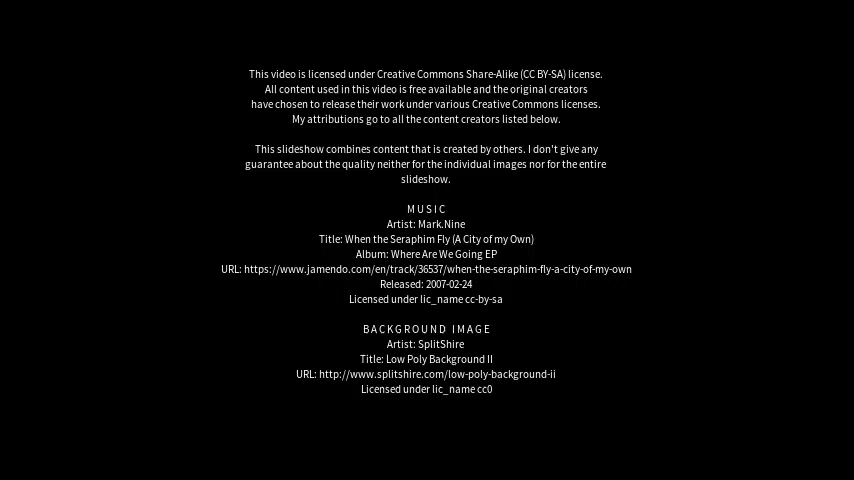 This video is licensed under Creative Commons Share-Alike (CC BY-SA) license.
All content used in this video is free available and the original creators
have chosen to release their work under various Creative Commons licenses.
My attributions go to all the content creators listed below.
This slideshow combines content that is created by others. I don't give any
guarantee about the quality neither for the individual images nor for the entire
slideshow.
MUSIC
Artist: Mark.Nine
Title: When the Seraphim Fly (A City of my Own)
Album: Where Are We Going EP
URL: https://www.jamendo.com/en/track/36537/when-the-seraphim-fly-a-city-of-my-own
Released: 2007-02-24
Licensed under lic_name cc-by-sa
BACKGROUND IMAGE
Artist: SplitShire
Title: Low Poly Background II
URL: http://www.splitshire.com/low-poly-background-ii
Licensed under lic_name cc0